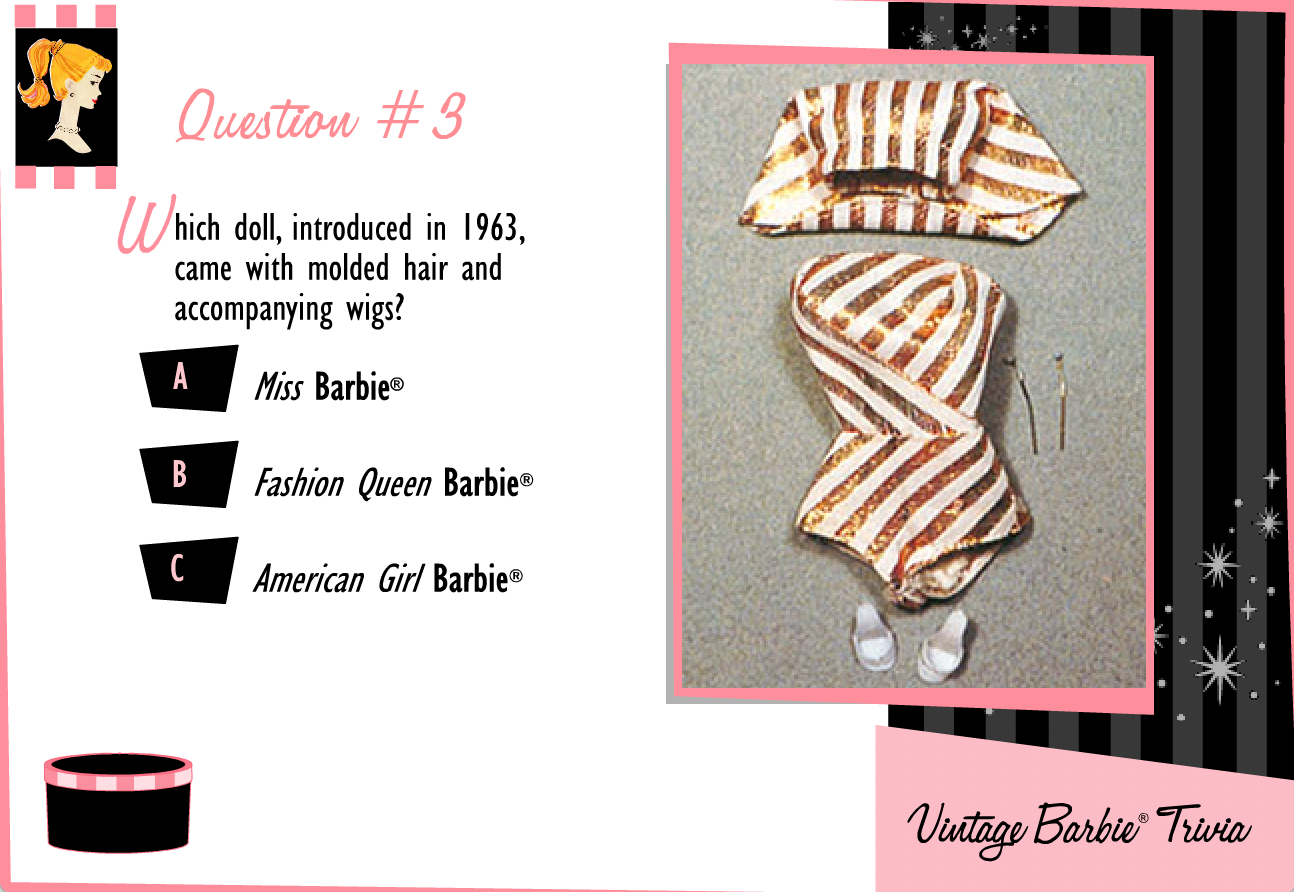 Question #3
Which doll, introduced in 1963,
came with molded hair and
accompanying wigs?
A Miss Barbie®
B Fashion Queen Barbie®
C American Girl Barbie®
Vintage Barbie® Trivia